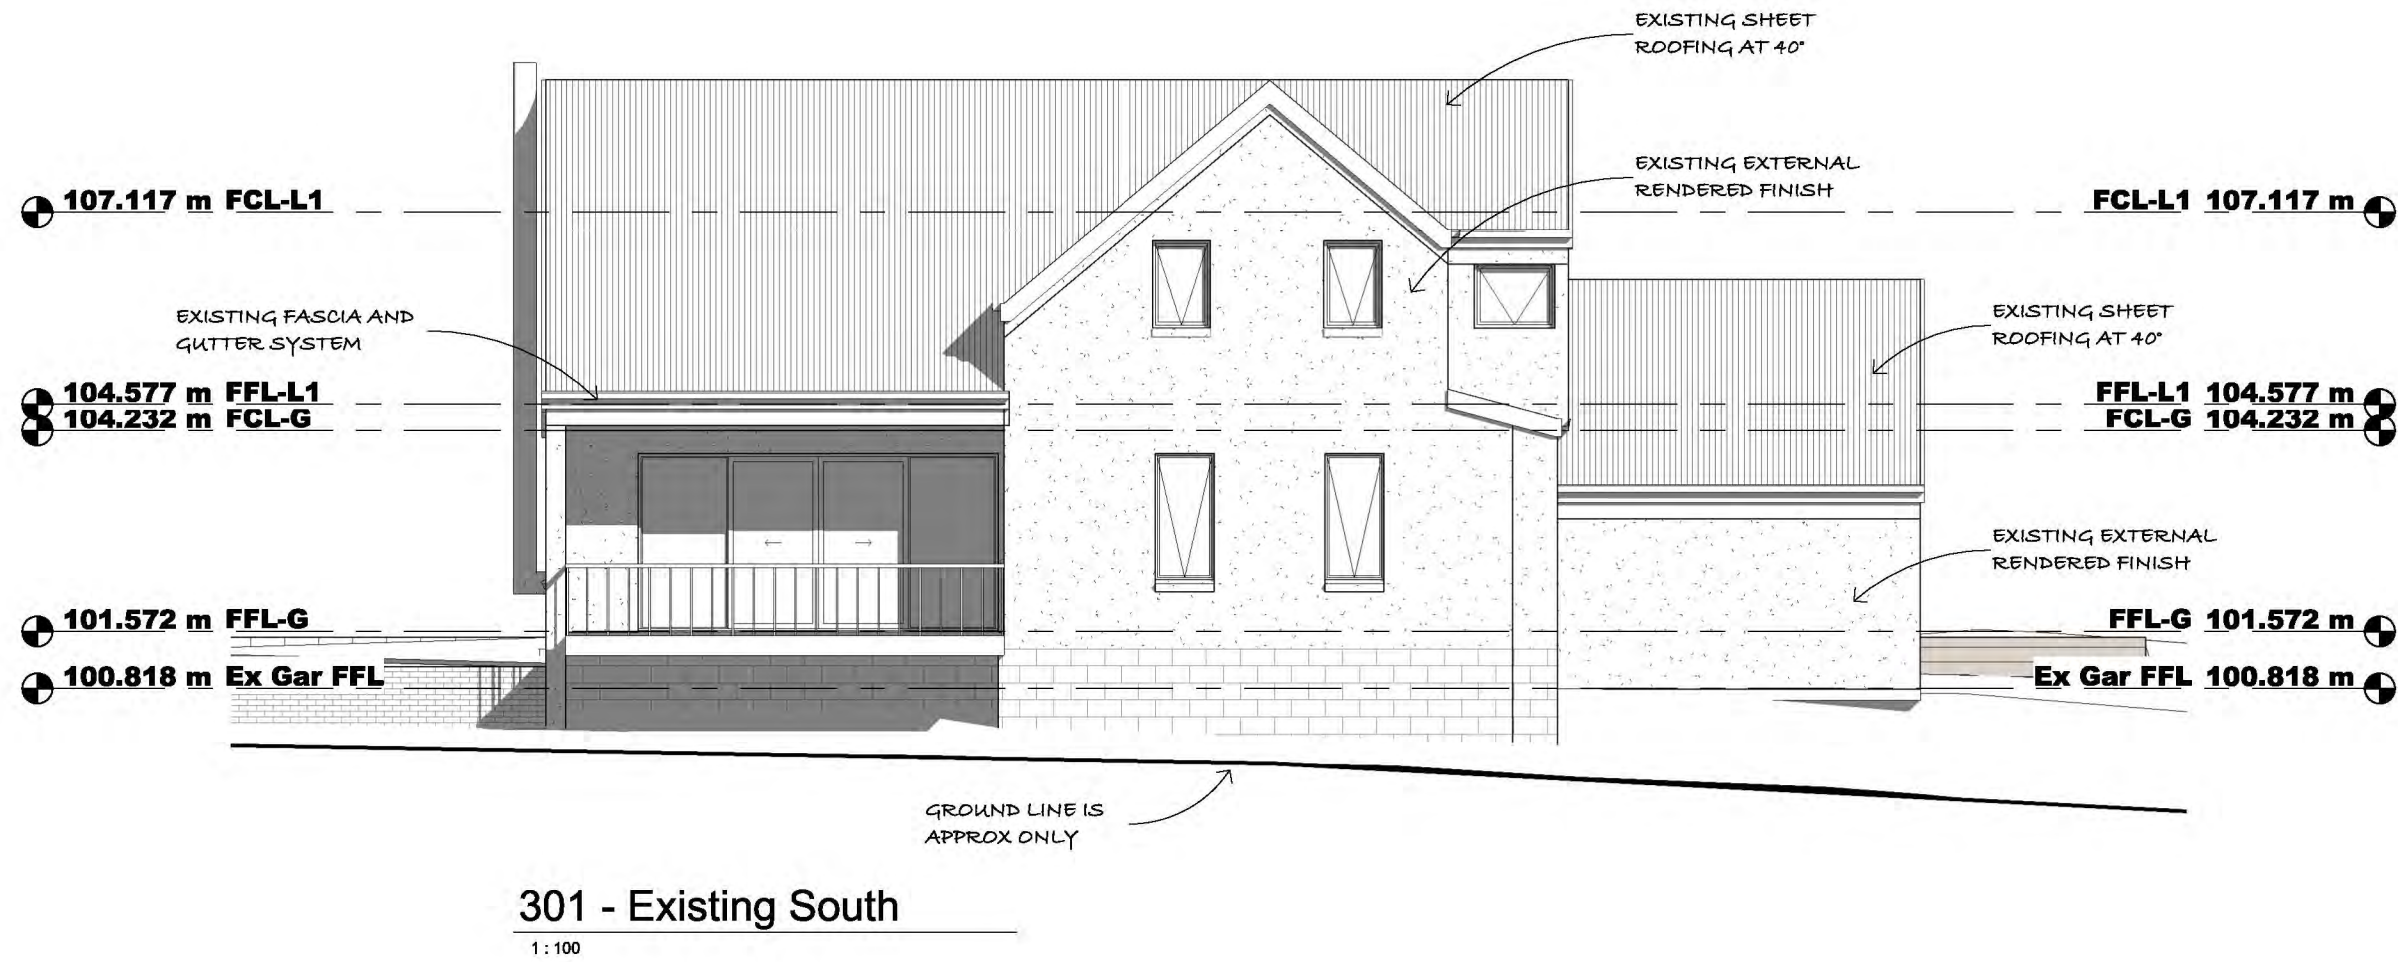 EXISTING SHEET
ROOFING AT 40°
EXISTING EXTERNAL
RENDERED FINISH
107.117 m FCL-L1
FCL-L1 107.117 m
EXISTING FASCIA AND
GUTTER SYSTEM
EXISTING SHEET
ROOFING AT 40°
104.577 m FFL-L1
FFL-L1 104.577 m
104.232 m FCL-G
FCL-G 104.232 m
EXISTING EXTERNAL
RENDERED FINISH
101.572 m FFL-G
FFL-G 101.572 m
100.818 m Ex Gar FFL
Ex Gar FFL 100.818 m
GROUND LINE IS
APPROX ONLY
301 - Existing South
1 : 100